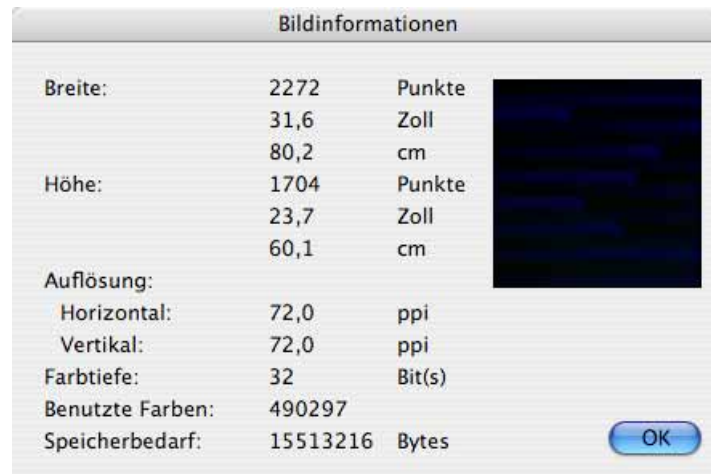 Bildinformationen
Breite: 2272 Punkte
31,6 Zoll
80,2 cm
Höhe: 1704 Punkte
23,7 Zoll
60,1 cm
Auflösung:
Horizontal: 72,0 ppi
Vertikal: 72,0 ppi
Farbtiefe: 32 Bit(s)
Benutzte Farben: 490297
Speicherbedarf: 15513216 Bytes
OK